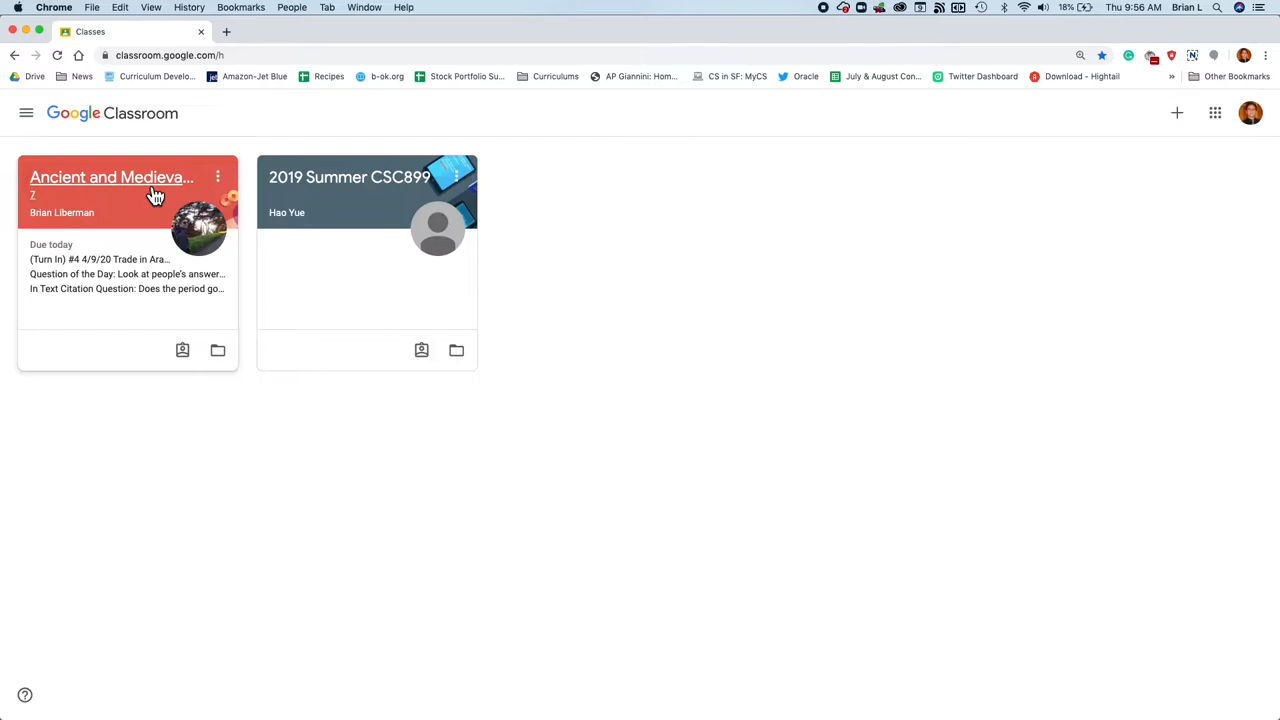 Chrome File Edit View History Bookmarks People Tab Window Help 18% Thu 9:56 AM Brian L
Classes
classroom.google.com/h
Drive News Curriculum Develo... Amazon-Jet Blue Recipes b-ok.org Stock Portfolio Su... Curriculums AP Giannini: Hom... CS in SF: MyCS Oracle July & August Con... Twitter Dashboard Download - Hightail » Other Bookmarks
Google Classroom
Ancient and Medieva...
7
Brian Liberman
Due today
(Turn In) #4 4/9/20 Trade in Ara...
Question of the Day: Look at people's answer...
In Text Citation Question: Does the period go...
2019 Summer CSC899
Hao Yue